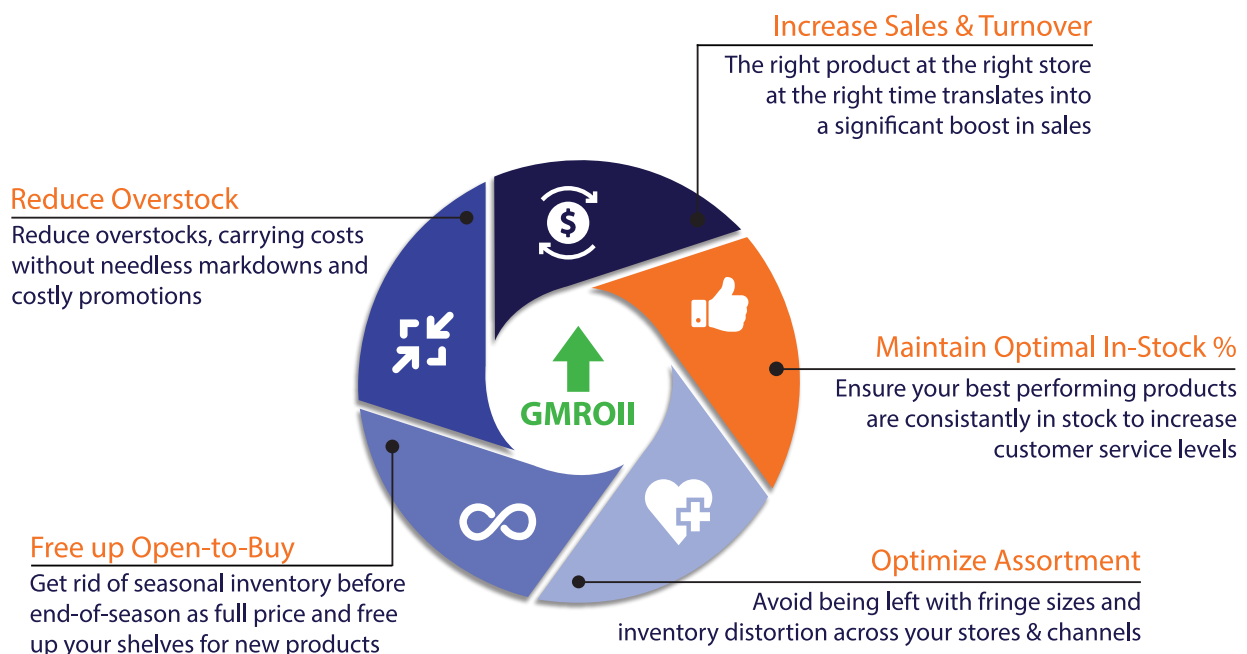 Increase Sales & Turnover
The right product at the right store
at the right time translates into
a significant boost in sales
Reduce Overstock
Reduce overstocks, carrying costs
without needless markdowns and
costly promotions
$
GMROII
Maintain Optimal In-Stock %
Ensure your best performing products
are consistantly in stock to increase
customer service levels
Free up Open-to-Buy
Get rid of seasonal inventory before
end-of-season as full price and free
up your shelves for new products
Optimize Assortment
Avoid being left with fringe sizes and
inventory distortion across your stores & channels